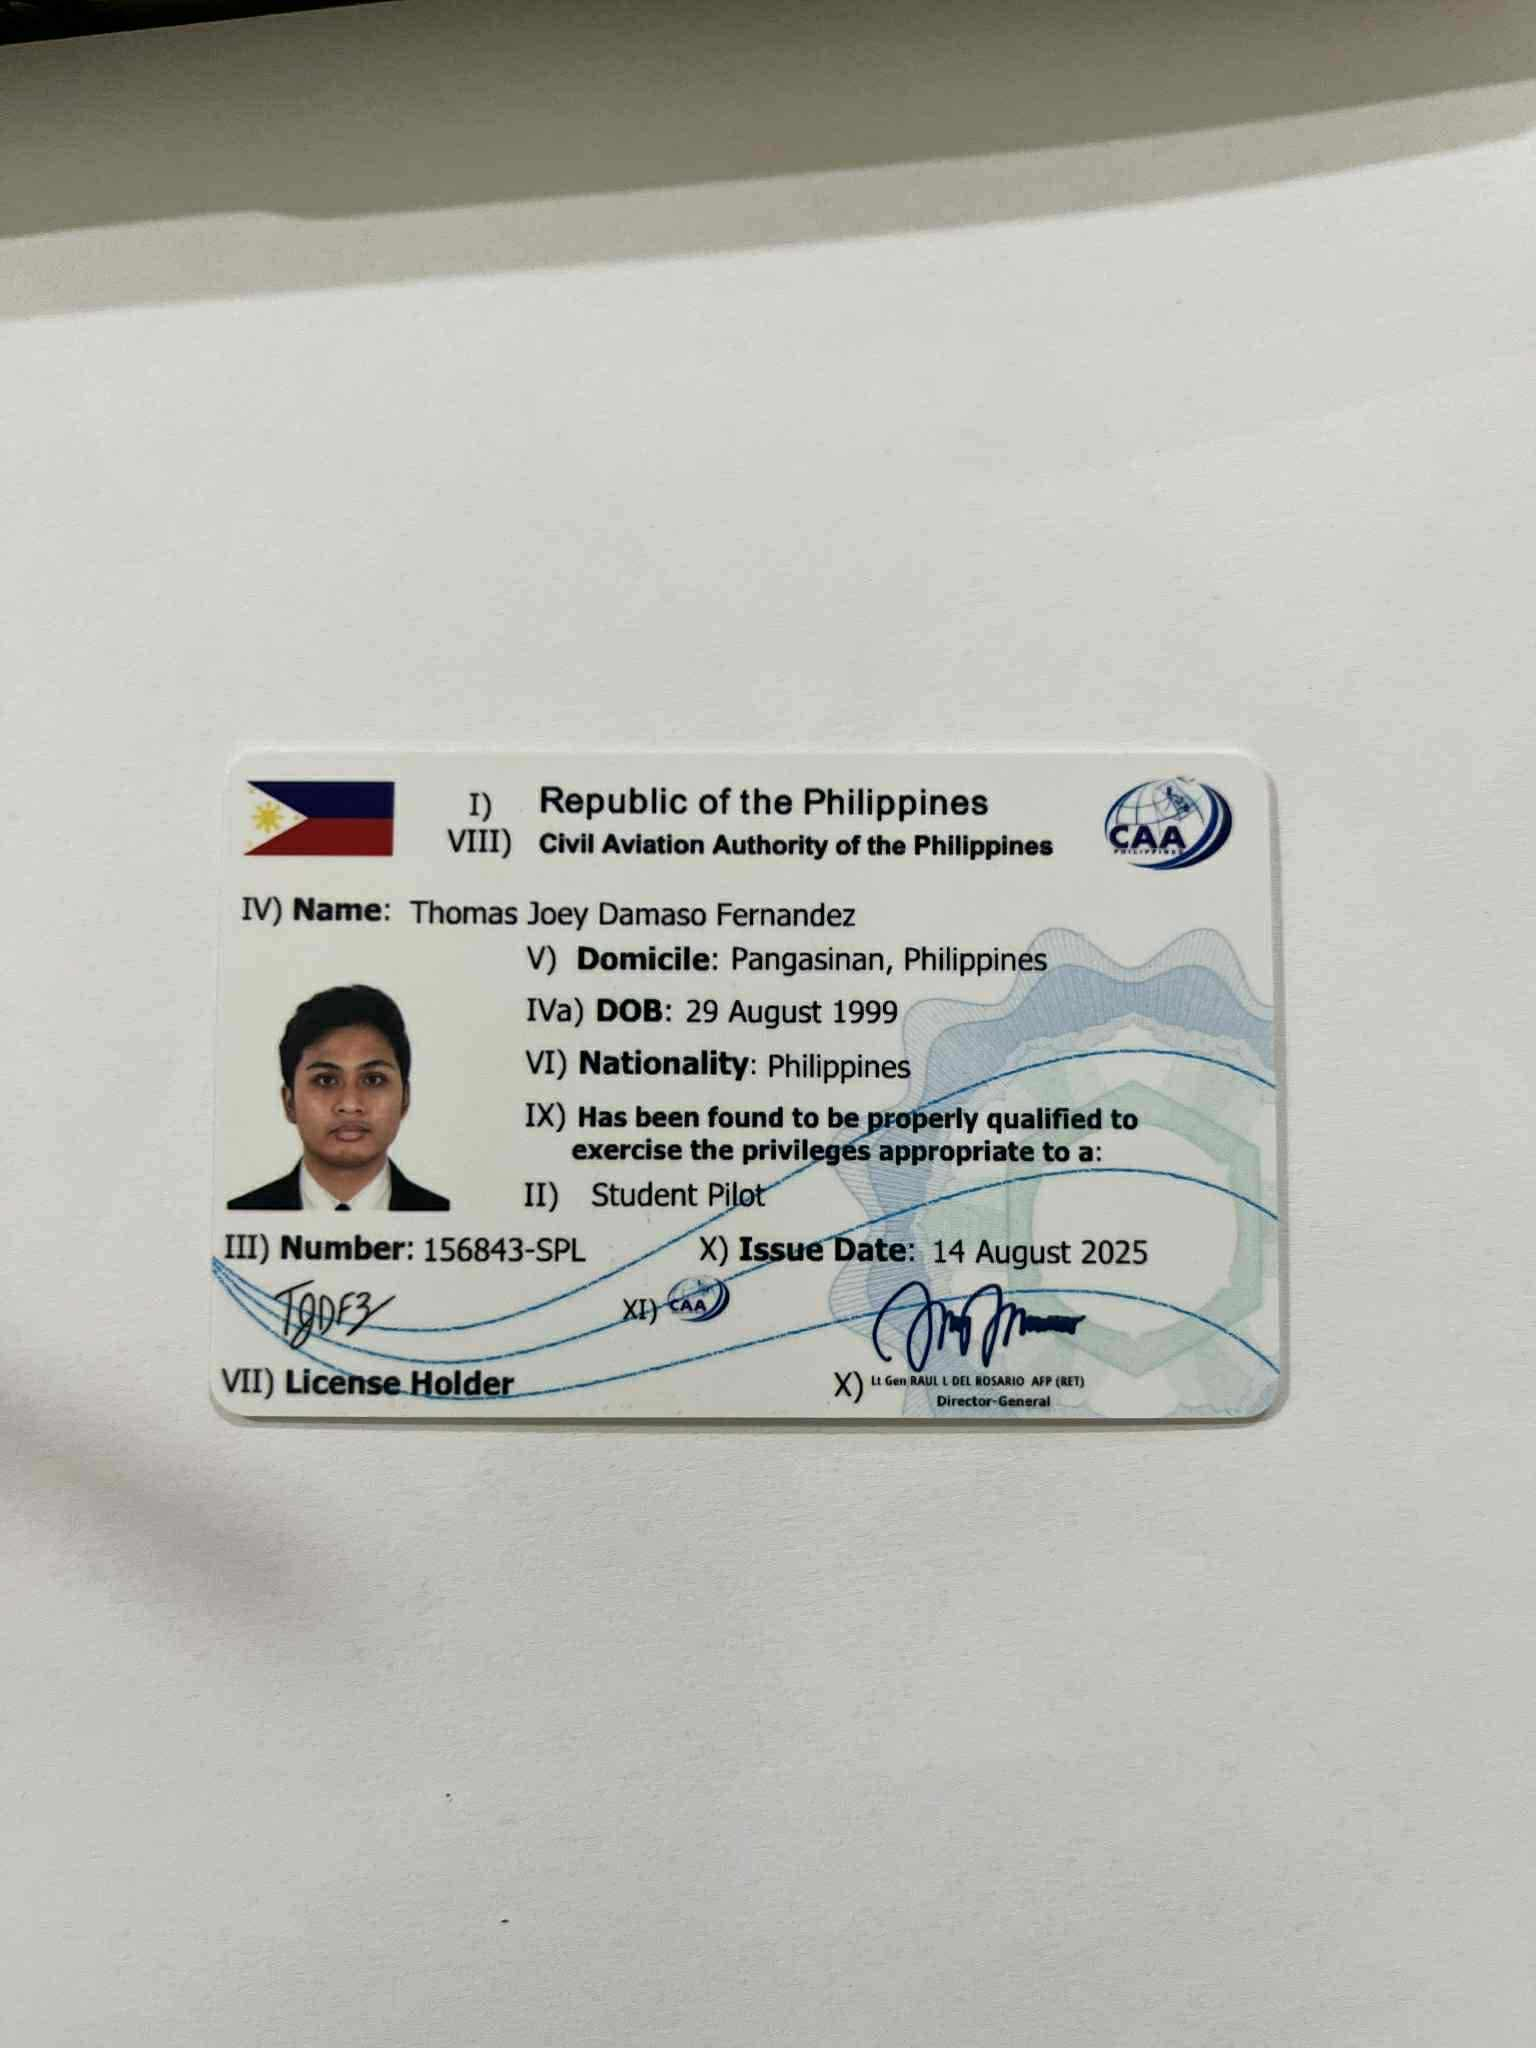 I) Republic of the Philippines
VIII) Civil Aviation Authority of the Philippines
CAA
PHILIPPINES
IV) Name: Thomas Joey Damaso Fernandez
V) Domicile: Pangasinan, Philippines
IVa) DOB: 29 August 1999
VI) Nationality: Philippines
IX) Has been found to be properly qualified to
exercise the privileges appropriate to a:
II) Student Pilot
III) Number: 156843-SPL X) Issue Date: 14 August 2025
TJDF
XI) CAA
VII) License Holder
X) Lt Gen RAUL L DEL ROSARIO AFP (RET)
Director-General